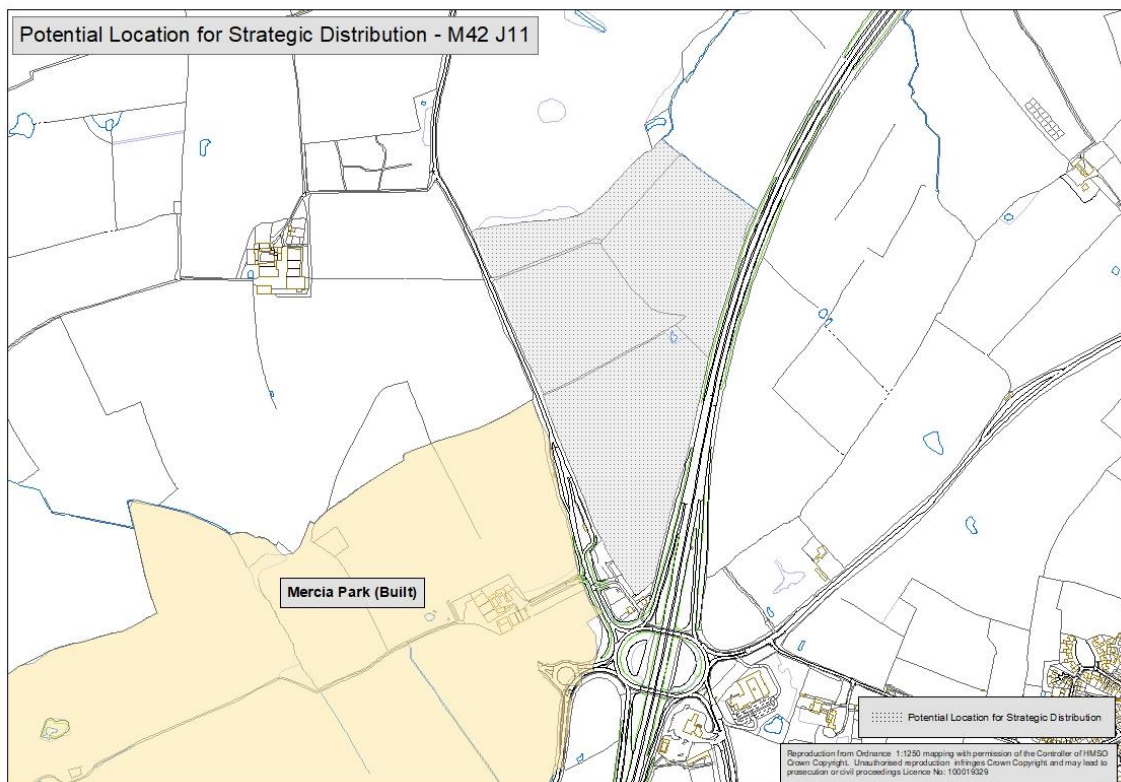 Potential Location for Strategic Distribution - M42 J11
Mercia Park (Built)
Potential Location for Strategic Distribution
Reproduction from Ordnance 1:1250 mapping with permission of the Controller of HMSO
Crown Copyright. Unauthorised reproduction infringes Crown Copyright and may lead to
prosecution or civil proceedings Licence No: 100019329